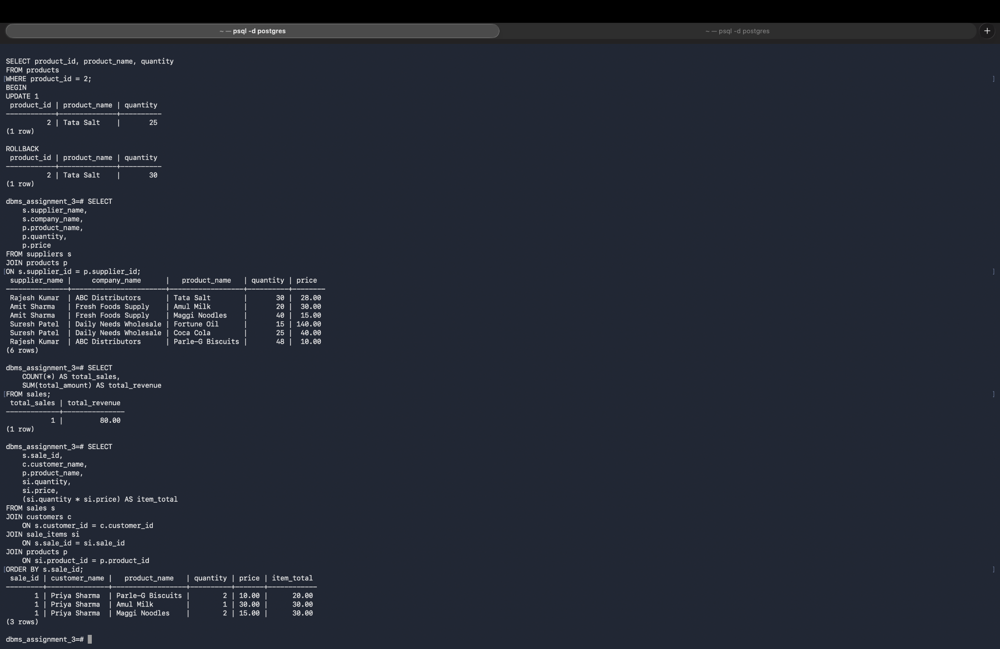 ~ — psql -d postgres
~ — psql -d postgres
+
SELECT product_id, product_name, quantity
FROM products
[WHERE product_id = 2; ]
BEGIN
UPDATE 1
 product_id | product_name | quantity
------------+--------------+----------
          2 | Tata Salt    |       25
(1 row)

ROLLBACK
 product_id | product_name | quantity
------------+--------------+----------
          2 | Tata Salt    |       30
(1 row)

dbms_assignment_3=# SELECT
    s.supplier_name,
    s.company_name,
    p.product_name,
    p.quantity,
    p.price
FROM suppliers s
JOIN products p
[ON s.supplier_id = p.supplier_id; ]
 supplier_name |     company_name      |   product_name   | quantity | price
---------------+-----------------------+------------------+----------+--------
 Rajesh Kumar  | ABC Distributors      | Tata Salt        |       30 |  28.00
 Amit Sharma   | Fresh Foods Supply    | Amul Milk        |       20 |  30.00
 Amit Sharma   | Fresh Foods Supply    | Maggi Noodles    |       40 |  15.00
 Suresh Patel  | Daily Needs Wholesale | Fortune Oil      |       15 | 140.00
 Suresh Patel  | Daily Needs Wholesale | Coca Cola        |       25 |  40.00
 Rajesh Kumar  | ABC Distributors      | Parle-G Biscuits |       48 |  10.00
(6 rows)

dbms_assignment_3=# SELECT
    COUNT(*) AS total_sales,
    SUM(total_amount) AS total_revenue
[FROM sales; ]
 total_sales | total_revenue
-------------+---------------
           1 |         80.00
(1 row)

dbms_assignment_3=# SELECT
    s.sale_id,
    c.customer_name,
    p.product_name,
    si.quantity,
    si.price,
    (si.quantity * si.price) AS item_total
FROM sales s
JOIN customers c
    ON s.customer_id = c.customer_id
JOIN sale_items si
    ON s.sale_id = si.sale_id
JOIN products p
    ON si.product_id = p.product_id
[ORDER BY s.sale_id; ]
 sale_id | customer_name |   product_name   | quantity | price | item_total
---------+---------------+------------------+----------+-------+------------
       1 | Priya Sharma  | Parle-G Biscuits |        2 | 10.00 |      20.00
       1 | Priya Sharma  | Amul Milk        |        1 | 30.00 |      30.00
       1 | Priya Sharma  | Maggi Noodles    |        2 | 15.00 |      30.00
(3 rows)

dbms_assignment_3=#